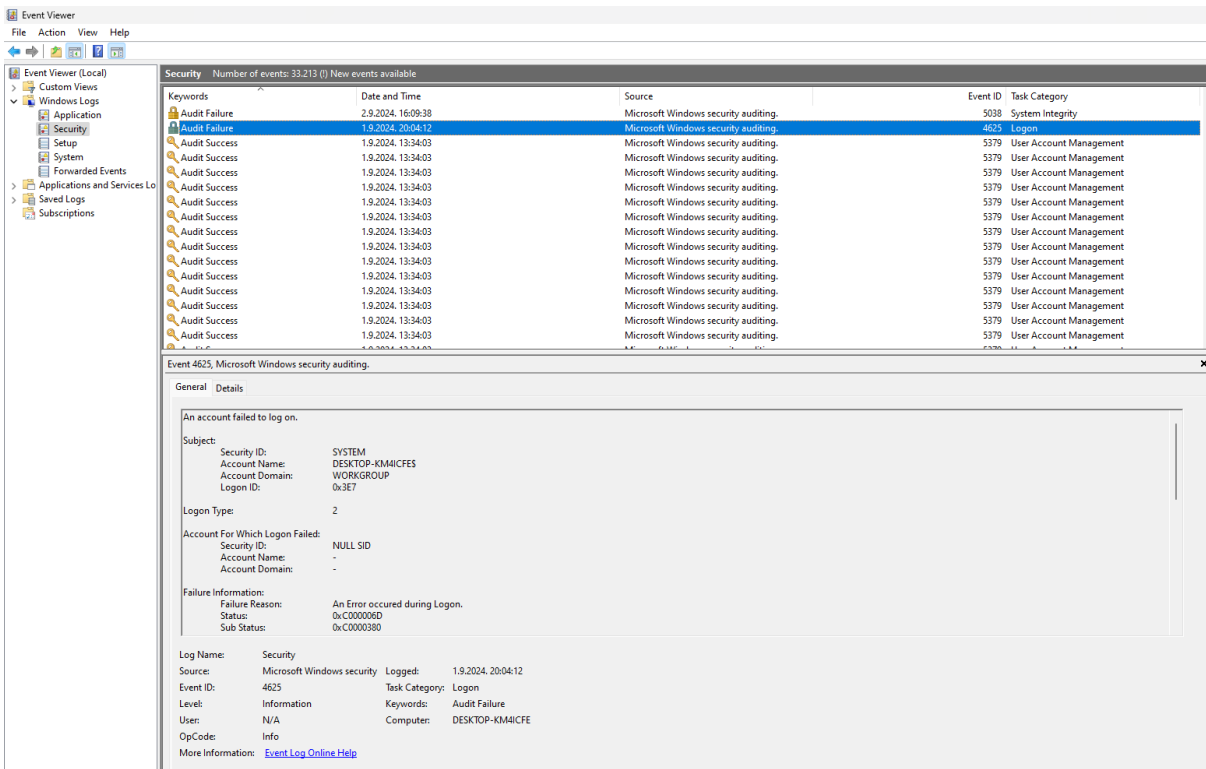 Event Viewer
File Action View Help
Event Viewer (Local)
Custom Views
Windows Logs
Application
Security
Setup
System
Forwarded Events
Applications and Services Lo
Saved Logs
Subscriptions
Security Number of events: 33.213 (!) New events available
Keywords Date and Time Source Event ID Task Category
Audit Failure 2.9.2024. 16:09:38 Microsoft Windows security auditing. 5038 System Integrity
Audit Failure 1.9.2024. 20:04:12 Microsoft Windows security auditing. 4625 Logon
Audit Success 1.9.2024. 13:34:03 Microsoft Windows security auditing. 5379 User Account Management
Audit Success 1.9.2024. 13:34:03 Microsoft Windows security auditing. 5379 User Account Management
Audit Success 1.9.2024. 13:34:03 Microsoft Windows security auditing. 5379 User Account Management
Audit Success 1.9.2024. 13:34:03 Microsoft Windows security auditing. 5379 User Account Management
Audit Success 1.9.2024. 13:34:03 Microsoft Windows security auditing. 5379 User Account Management
Audit Success 1.9.2024. 13:34:03 Microsoft Windows security auditing. 5379 User Account Management
Audit Success 1.9.2024. 13:34:03 Microsoft Windows security auditing. 5379 User Account Management
Audit Success 1.9.2024. 13:34:03 Microsoft Windows security auditing. 5379 User Account Management
Audit Success 1.9.2024. 13:34:03 Microsoft Windows security auditing. 5379 User Account Management
Audit Success 1.9.2024. 13:34:03 Microsoft Windows security auditing. 5379 User Account Management
Audit Success 1.9.2024. 13:34:03 Microsoft Windows security auditing. 5379 User Account Management
Audit Success 1.9.2024. 13:34:03 Microsoft Windows security auditing. 5379 User Account Management
Audit Success 1.9.2024. 13:34:03 Microsoft Windows security auditing. 5379 User Account Management
Audit Success 1.9.2024. 13:34:03 Microsoft Windows security auditing. 5379 User Account Management
Event 4625, Microsoft Windows security auditing.
General Details
An account failed to log on.
Subject:
Security ID: SYSTEM
Account Name: DESKTOP-KM4ICFE$
Account Domain: WORKGROUP
Logon ID: 0x3E7
Logon Type: 2
Account For Which Logon Failed:
Security ID: NULL SID
Account Name: -
Account Domain: -
Failure Information:
Failure Reason: An Error occured during Logon.
Status: 0xC000006D
Sub Status: 0xC0000380
Log Name: Security
Source: Microsoft Windows security Logged: 1.9.2024. 20:04:12
Event ID: 4625 Task Category: Logon
Level: Information Keywords: Audit Failure
User: N/A Computer: DESKTOP-KM4ICFE
OpCode: Info
More Information: Event Log Online Help